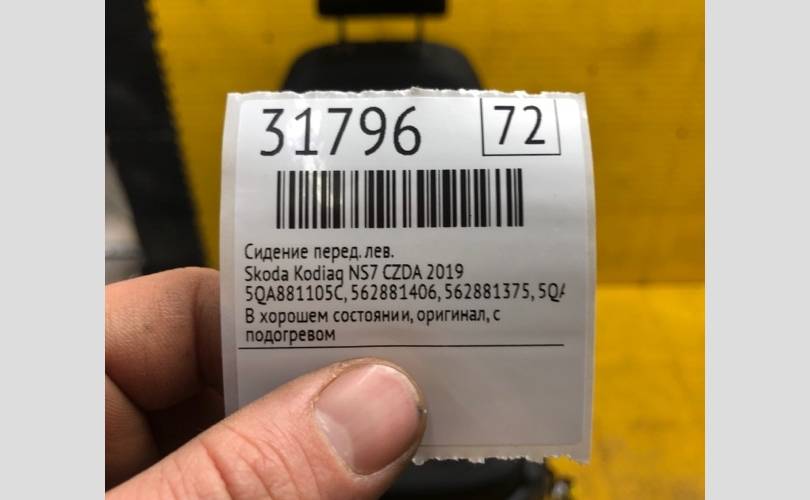 31796
72
Сидение перед. лев.
Skoda Kodiaq NS7 CZDA 2019
5QA881105C, 562881406, 562881375,
В хорошем состоянии, оригинал, с
подогревом